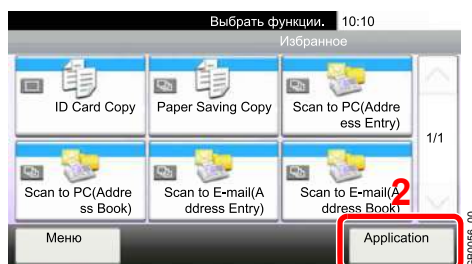 Выбрать функции. 10:10
Избранное
ID Card Copy
Paper Saving Copy
Scan to PC(Addre
ess Entry)
1/1
Scan to PC(Addre
ss Book)
Scan to E-mail(A
ddress Entry)
Scan to E-mail(A
ddress Book)
2
Меню
Application